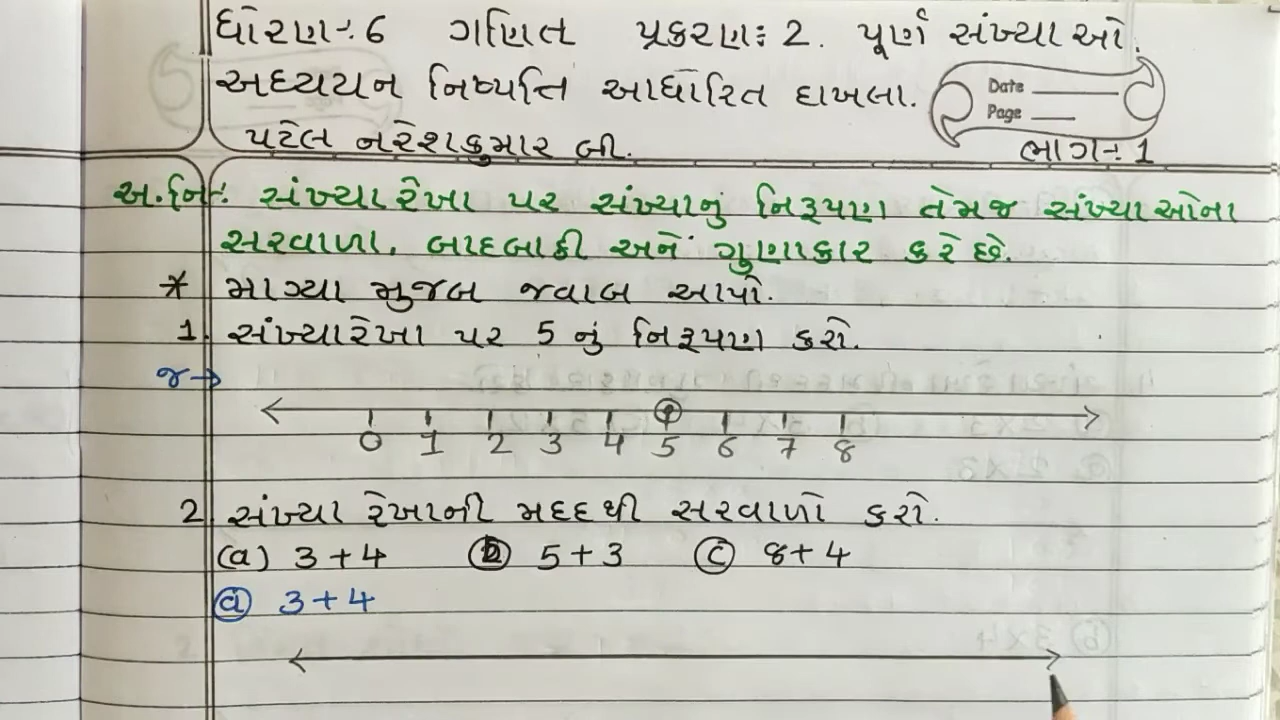 ધોરણઃ 6 ગણિત પ્રકરણઃ 2. પૂર્ણ સંખ્યાઓ.
અધ્યયન નિષ્પત્તિ આધારિત દાખલા.
Date
Page
પટેલ નરેશકુમાર બી.
ભાગઃ 1
અ.નિઃ સંખ્યારેખા પર સંખ્યાનું નિરૂપણ તેમજ સંખ્યાઓના
સરવાળા, બાદબાકી અને ગુણાકાર કરે છે.
* માગ્યા મુજબ જવાબ આપો.
1. સંખ્યારેખા પર 5 નું નિરૂપણ કરો.
જ→
0 1 2 3 4 5 6 7 8
2. સંખ્યા રેખાની મદદથી સરવાળો કરો.
(a) 3 + 4 (b) 5 + 3 (c) 8 + 4
(a) 3 + 4